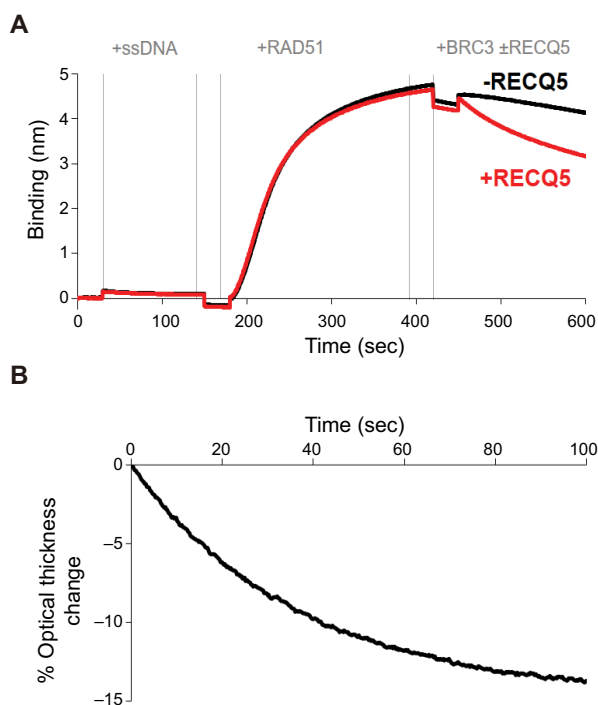 A
+ssDNA +RAD51 +BRC3 ±RECQ5
5
4
3
2
1
0
Binding (nm)
-RECQ5
+RECQ5
0 100 200 300 400 500 600
Time (sec)
B
Time (sec)
0 20 40 60 80 100
0
–5
–10
–15
% Optical thickness
change